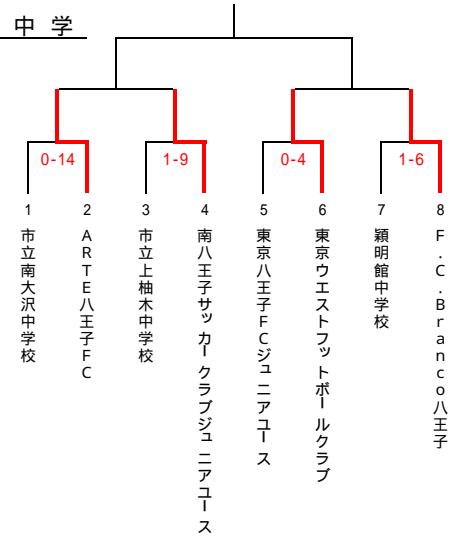 中学
0-14
1-9
0-4
1-6
1
2
3
4
5
6
7
8
市立南大沢中学校
ARTE八王子FC
市立上柚木中学校
南八王子サッカークラブジュニアユース
東京八王子FCジュニアユース
東京ウエストフットボールクラブ
穎明館中学校
F.C.Branco八王子